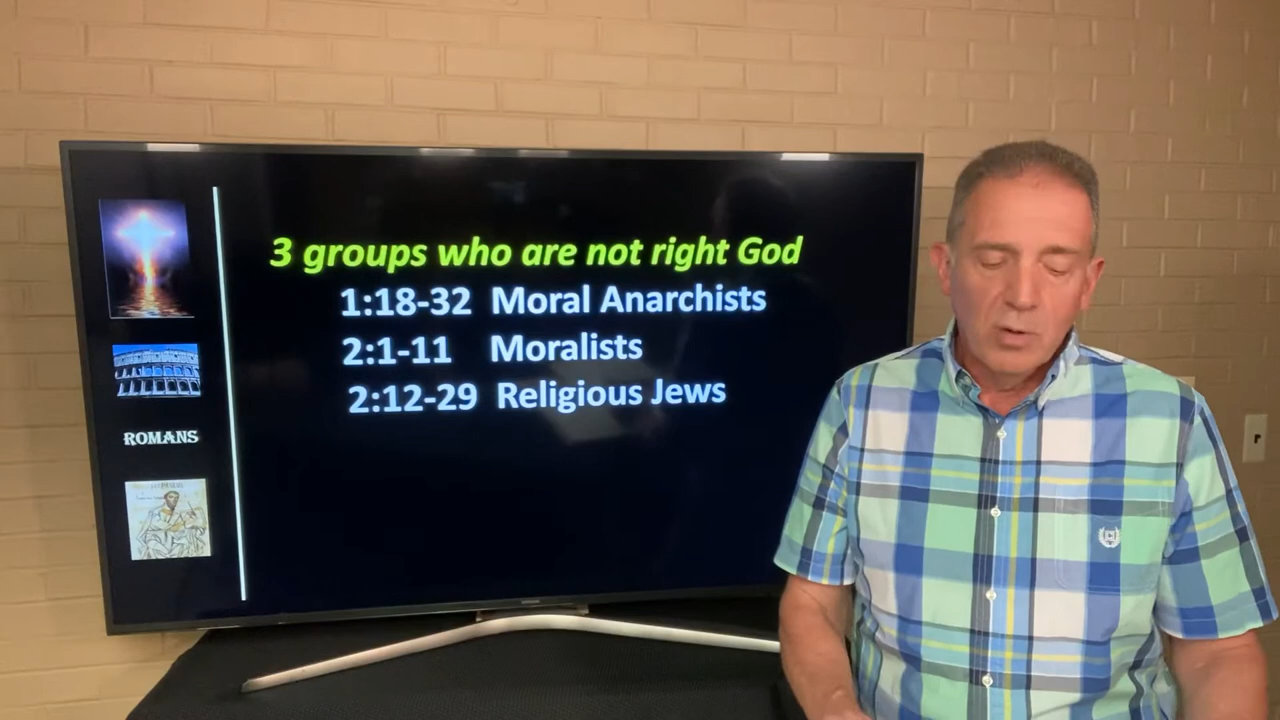 3 groups who are not right God
1:18-32 Moral Anarchists
2:1-11 Moralists
2:12-29 Religious Jews
ROMANS